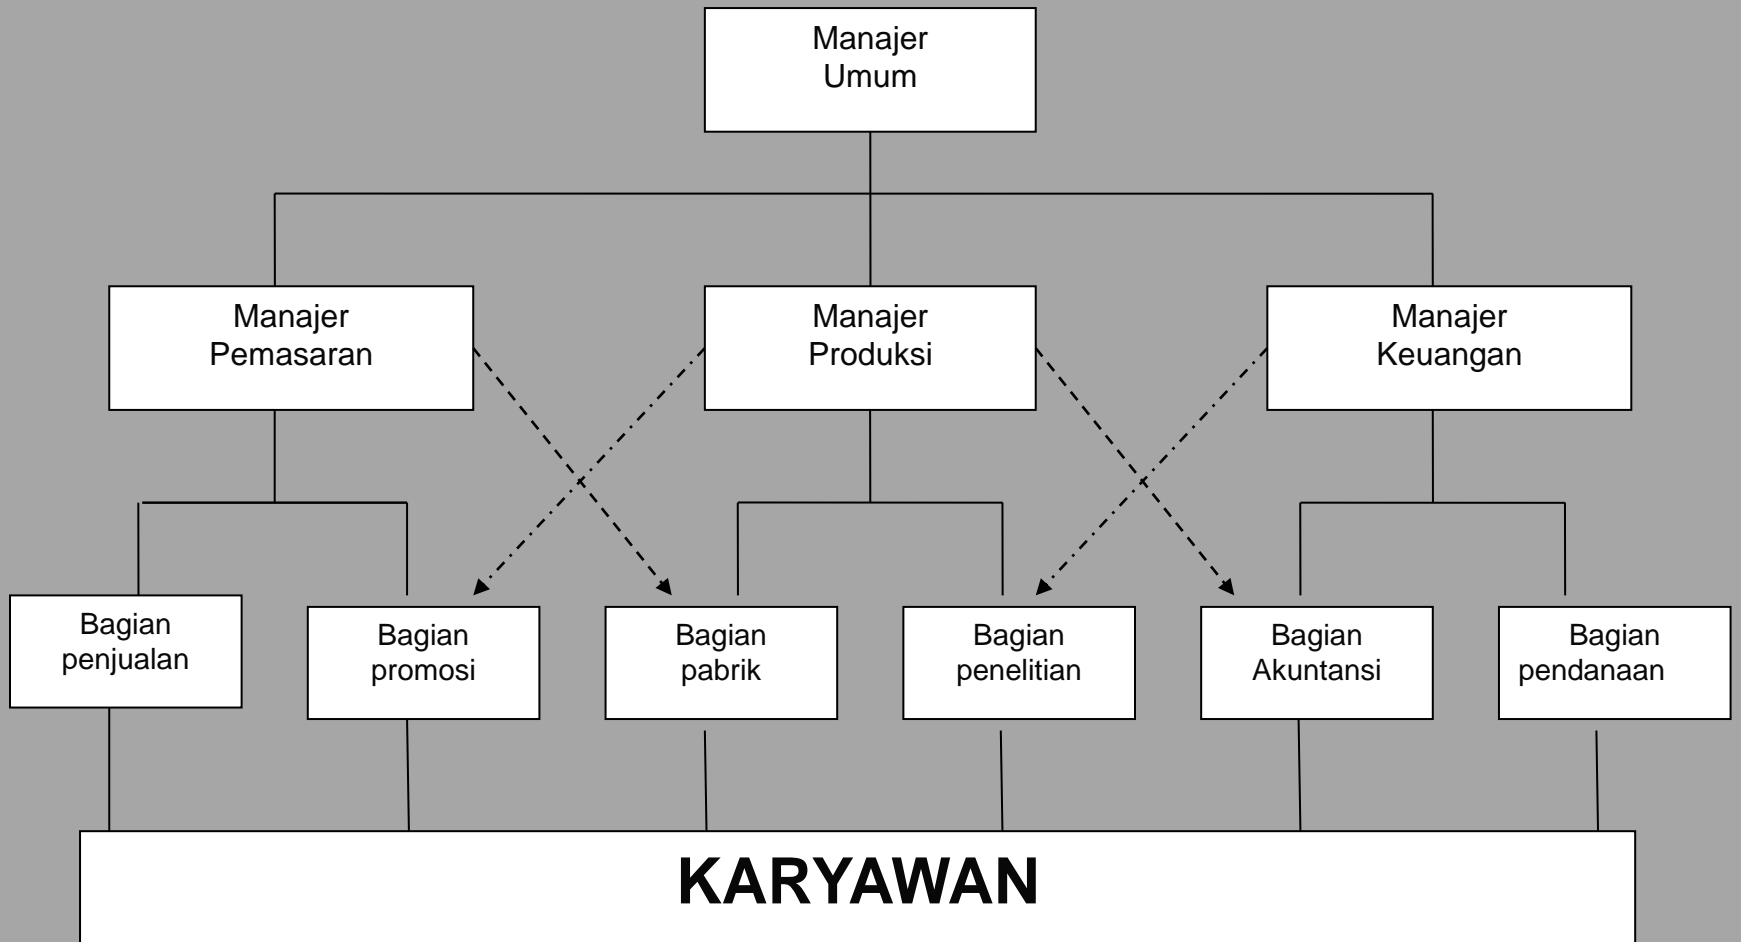 Manajer
Umum
Manajer
Pemasaran
Manajer
Produksi
Manajer
Keuangan
Bagian
penjualan
Bagian
promosi
Bagian
pabrik
Bagian
penelitian
Bagian
Akuntansi
Bagian
pendanaan
KARYAWAN